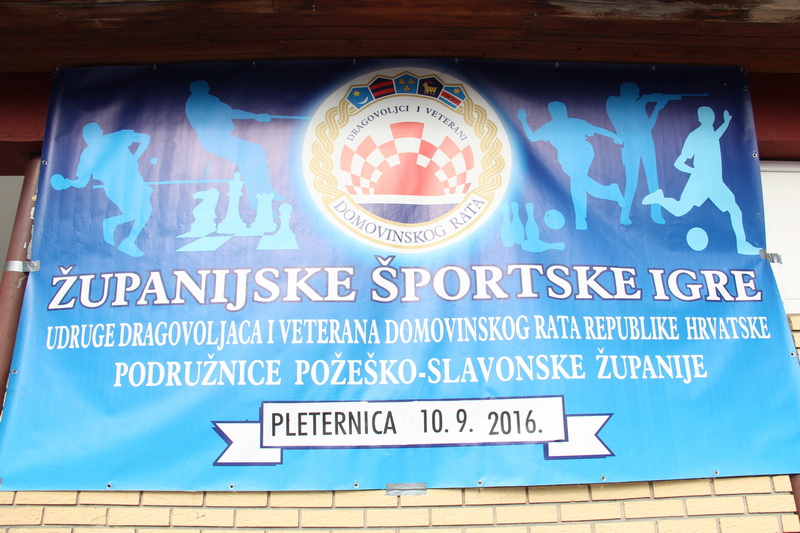 DRAGOVOLJCI I VETERANI
DOMOVINSKOG RATA
ŽUPANIJSKE ŠPORTSKE IGRE
UDRUGE DRAGOVOLJACA I VETERANA DOMOVINSKOG RATA REPUBLIKE HRVATSKE
PODRUŽNICE POŽEŠKO-SLAVONSKE ŽUPANIJE
PLETERNICA 10.9. 2016.